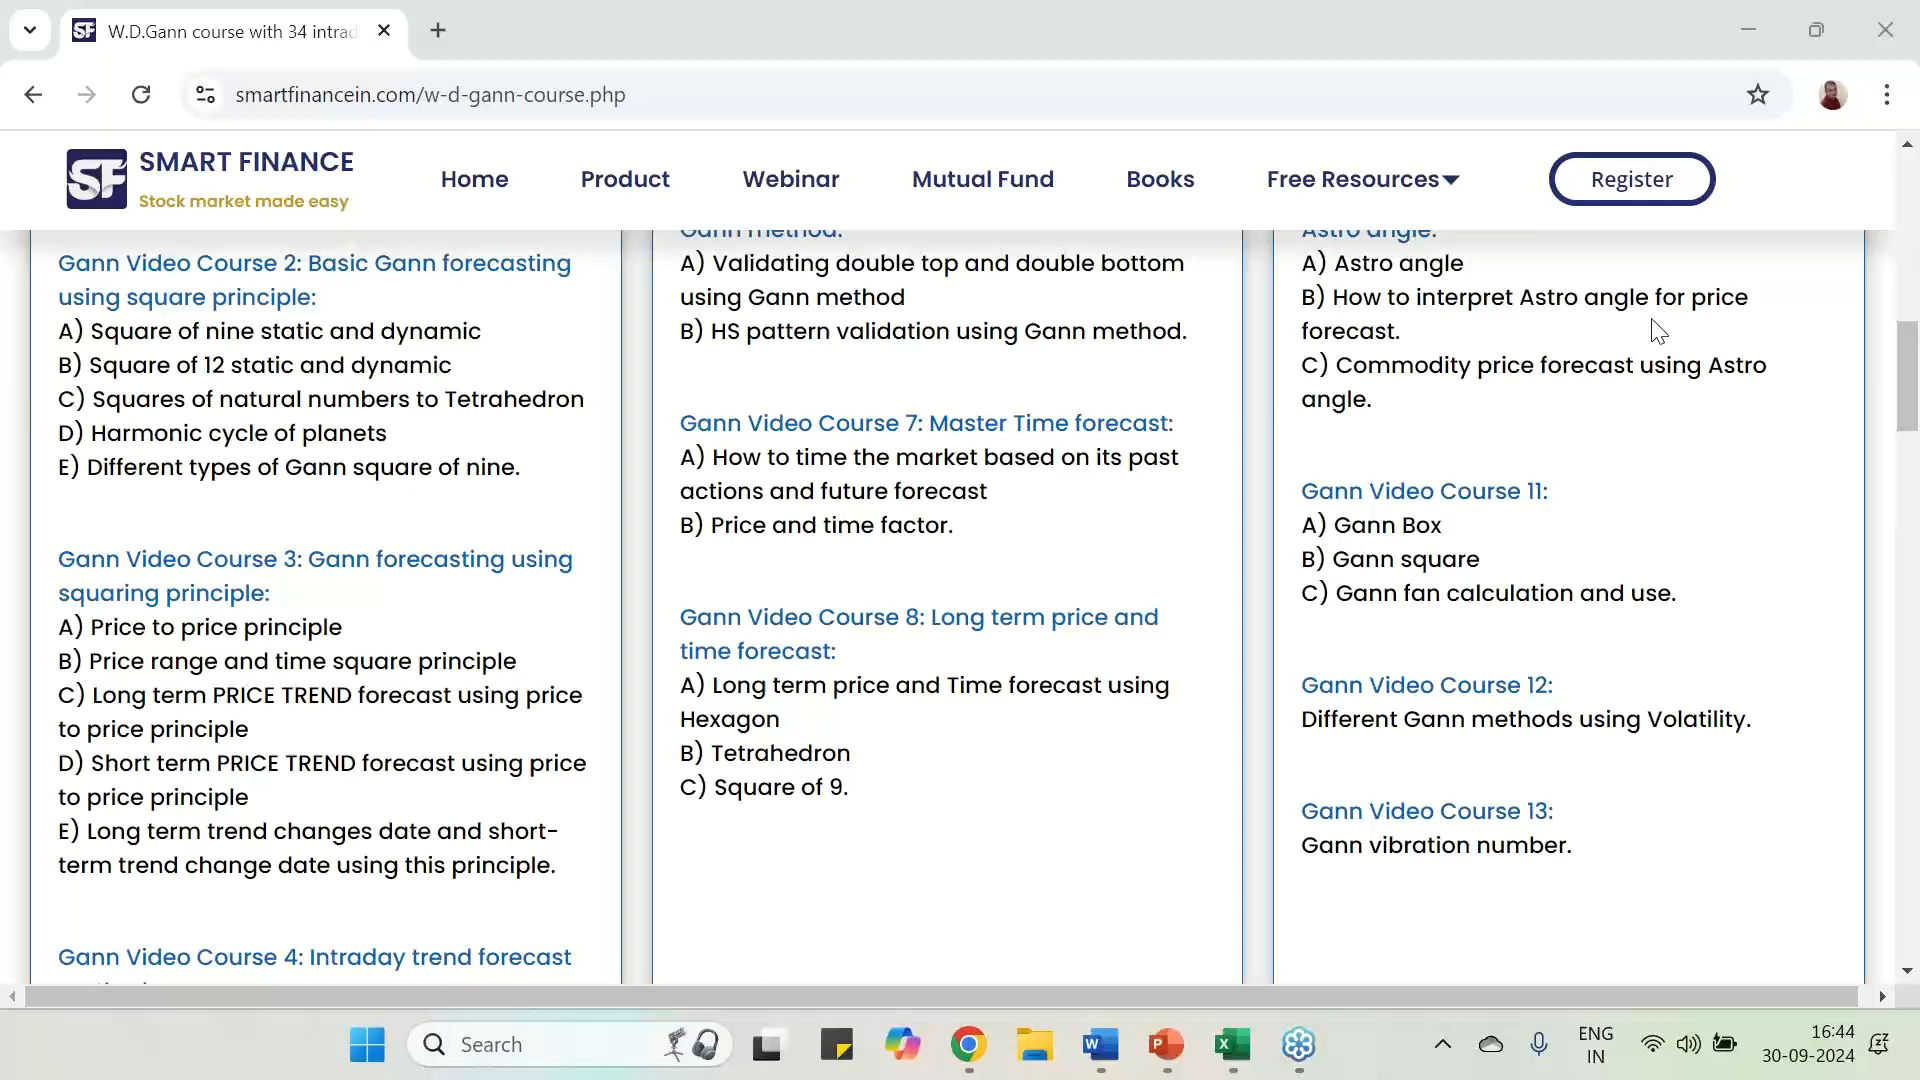 W.D.Gann course with 34 intrad
smartfinancein.com/w-d-gann-course.php
SF
SMART FINANCE
Stock market made easy
Home
Product
Webinar
Mutual Fund
Books
Free Resources
Register
Gann Video Course 2: Basic Gann forecasting
using square principle:
A) Square of nine static and dynamic
B) Square of 12 static and dynamic
C) Squares of natural numbers to Tetrahedron
D) Harmonic cycle of planets
E) Different types of Gann square of nine.
Gann Video Course 3: Gann forecasting using
squaring principle:
A) Price to price principle
B) Price range and time square principle
C) Long term PRICE TREND forecast using price
to price principle
D) Short term PRICE TREND forecast using price
to price principle
E) Long term trend changes date and short-
term trend change date using this principle.
Gann Video Course 4: Intraday trend forecast
Gann method:
A) Validating double top and double bottom
using Gann method
B) HS pattern validation using Gann method.
Gann Video Course 7: Master Time forecast:
A) How to time the market based on its past
actions and future forecast
B) Price and time factor.
Gann Video Course 8: Long term price and
time forecast:
A) Long term price and Time forecast using
Hexagon
B) Tetrahedron
C) Square of 9.
Astro angle:
A) Astro angle
B) How to interpret Astro angle for price
forecast.
C) Commodity price forecast using Astro
angle.
Gann Video Course 11:
A) Gann Box
B) Gann square
C) Gann fan calculation and use.
Gann Video Course 12:
Different Gann methods using Volatility.
Gann Video Course 13:
Gann vibration number.
Search
ENG
IN
16:44
30-09-2024